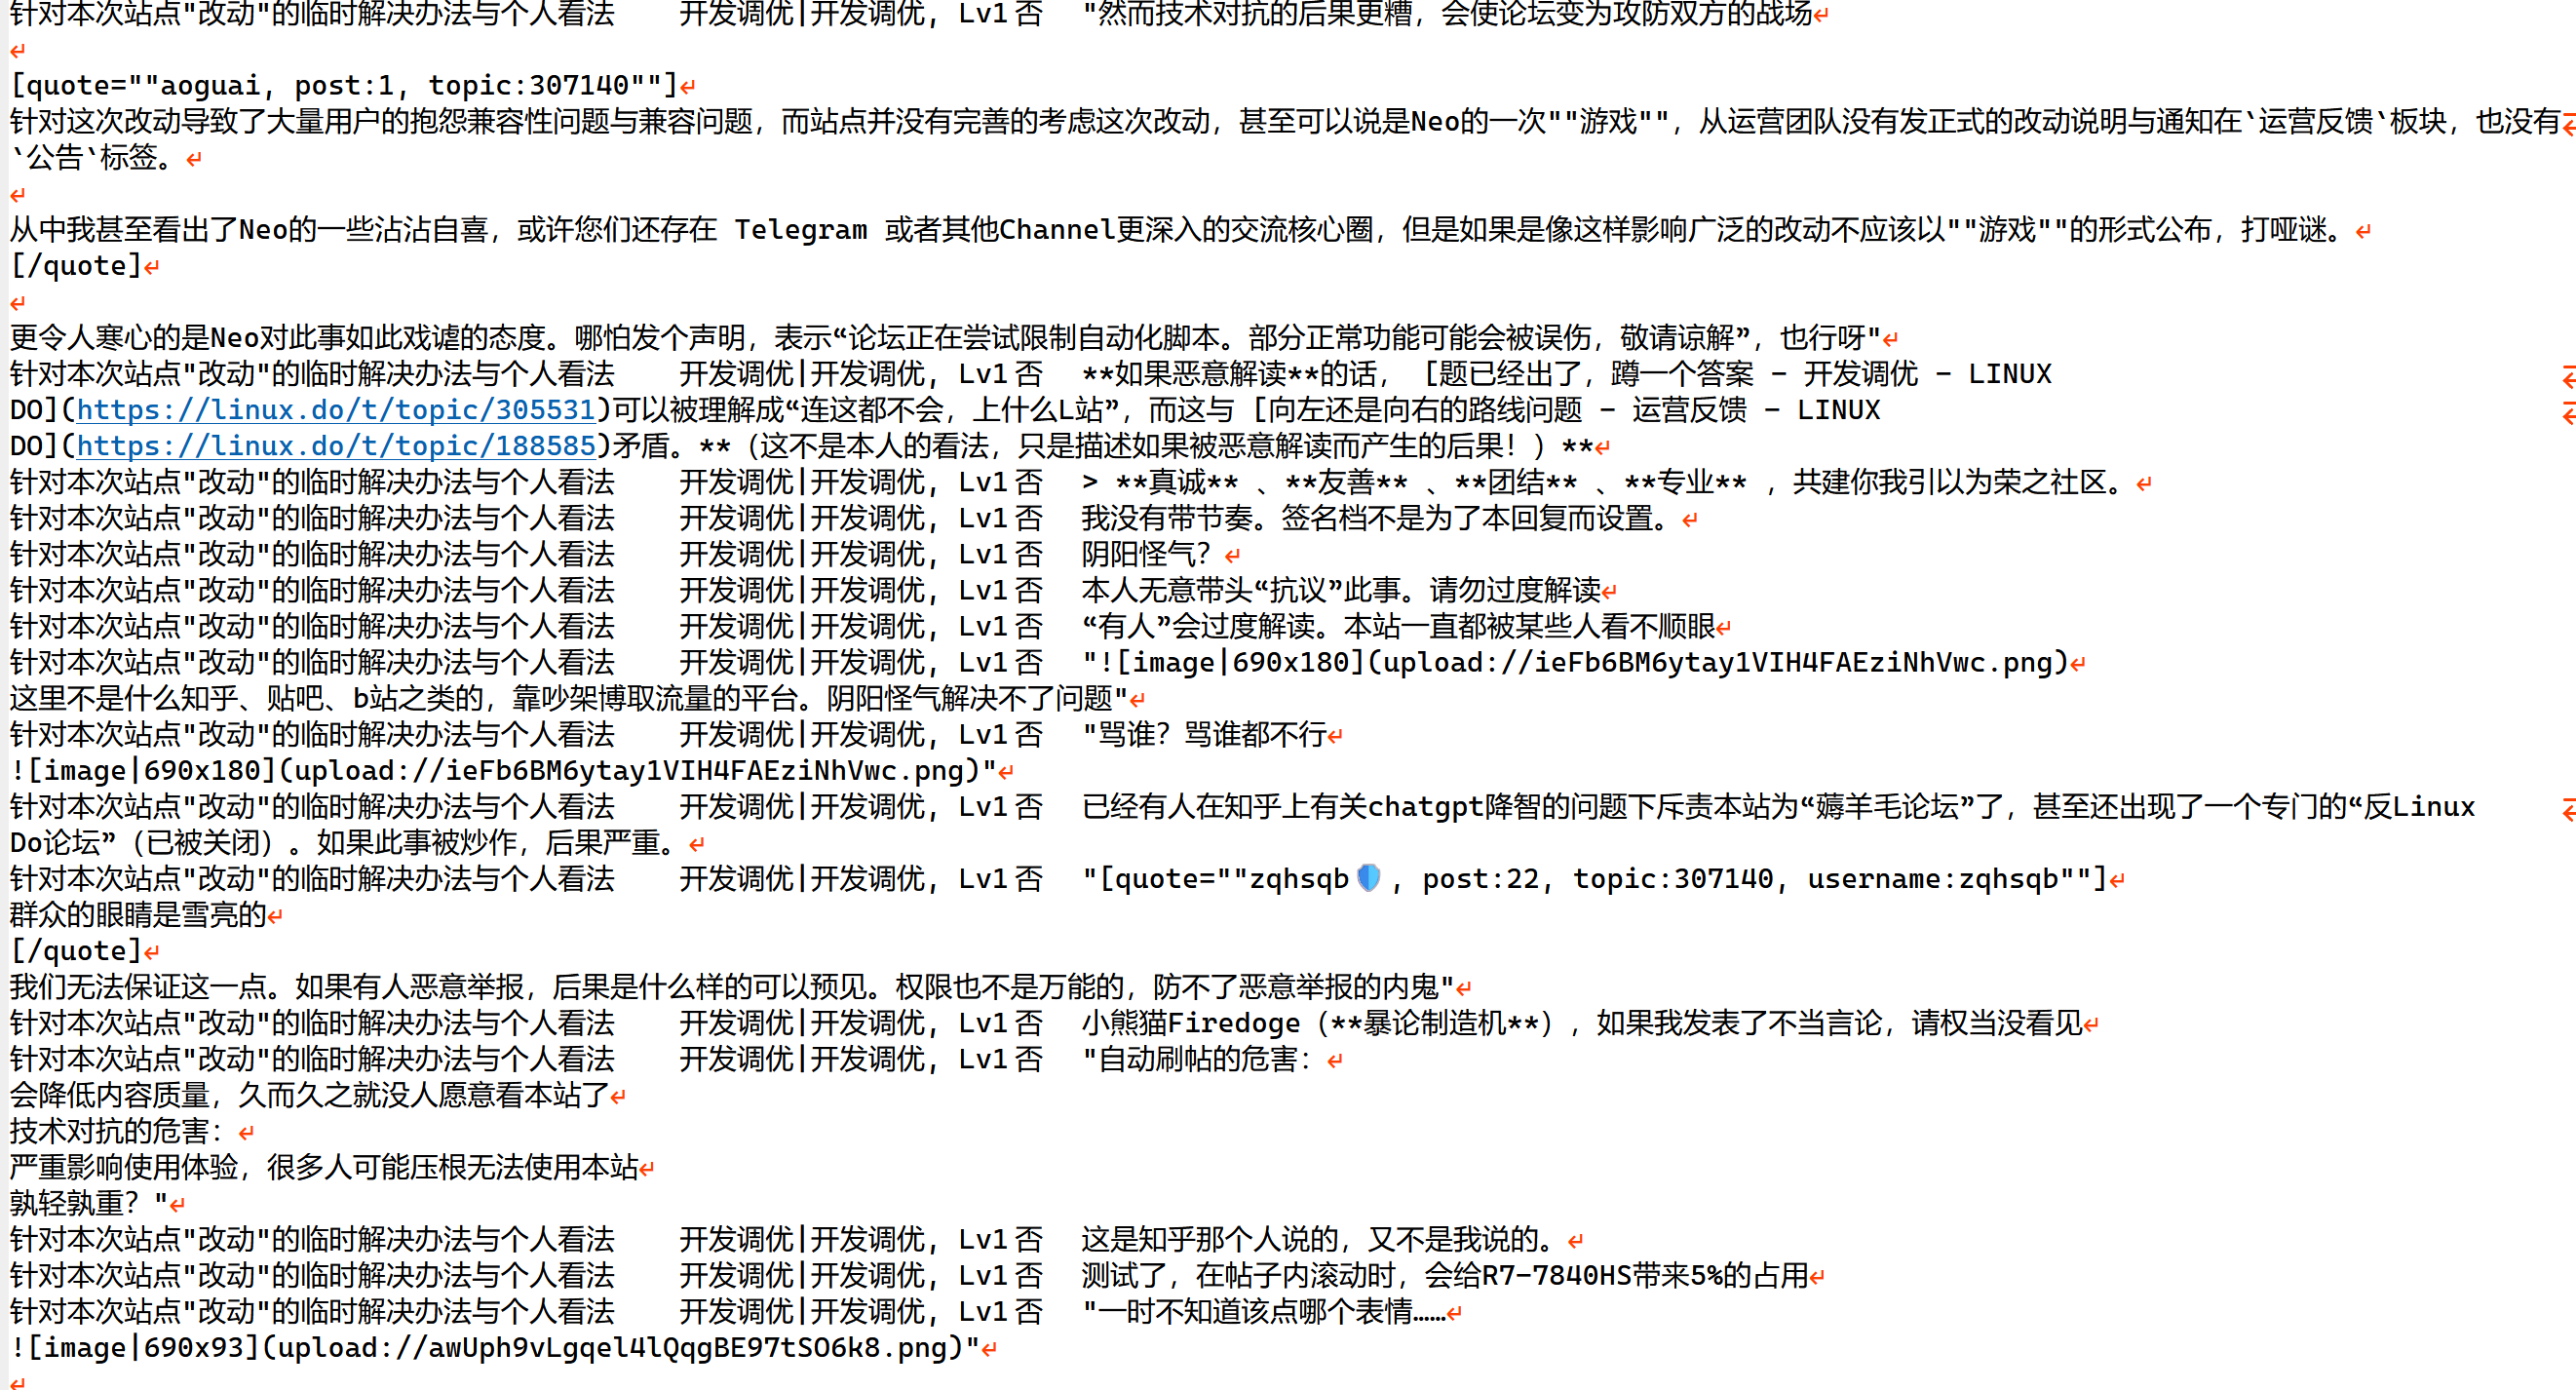 针对本次站点"改动"的临时解决办法与个人看法 开发调优|开发调优, Lv1 否 "然而技术对抗的后果更糟，会使论坛变为攻防双方的战场↵
↵
[quote=""aoguai, post:1, topic:307140""]↵
针对这次改动导致了大量用户的抱怨兼容性问题与兼容问题，而站点并没有完善的考虑这次改动，甚至可以说是Neo的一次""游戏""，从运营团队没有发正式的改动说明与通知在`运营反馈`板块，也没有
`公告`标签。↵
↵
从中我甚至看出了Neo的一些沾沾自喜，或许您们还存在 Telegram 或者其他Channel更深入的交流核心圈，但是如果是像这样影响广泛的改动不应该以""游戏""的形式公布，打哑谜。↵
[/quote]↵
↵
更令人寒心的是Neo对此事如此戏谑的态度。哪怕发个声明，表示“论坛正在尝试限制自动化脚本。部分正常功能可能会被误伤，敬请谅解”，也行呀"↵
针对本次站点"改动"的临时解决办法与个人看法 开发调优|开发调优, Lv1 否 **如果恶意解读**的话， [题已经出了，蹲一个答案 - 开发调优 - LINUX
DO](https://linux.do/t/topic/305531)可以被理解成“连这都不会，上什么L站”，而这与 [向左还是向右的路线问题 - 运营反馈 - LINUX
DO](https://linux.do/t/topic/188585)矛盾。**（这不是本人的看法，只是描述如果被恶意解读而产生的后果！）**↵
针对本次站点"改动"的临时解决办法与个人看法 开发调优|开发调优, Lv1 否 > **真诚** 、**友善** 、**团结** 、**专业** ，共建你我引以为荣之社区。↵
针对本次站点"改动"的临时解决办法与个人看法 开发调优|开发调优, Lv1 否 我没有带节奏。签名档不是为了本回复而设置。↵
针对本次站点"改动"的临时解决办法与个人看法 开发调优|开发调优, Lv1 否 阴阳怪气？↵
针对本次站点"改动"的临时解决办法与个人看法 开发调优|开发调优, Lv1 否 本人无意带头“抗议”此事。请勿过度解读↵
针对本次站点"改动"的临时解决办法与个人看法 开发调优|开发调优, Lv1 否 “有人”会过度解读。本站一直都被某些人看不顺眼↵
针对本次站点"改动"的临时解决办法与个人看法 开发调优|开发调优, Lv1 否 "![image|690x180](upload://ieFb6BM6ytay1VIH4FAEziNhVwc.png)↵
这里不是什么知乎、贴吧、b站之类的，靠吵架博取流量的平台。阴阳怪气解决不了问题"↵
针对本次站点"改动"的临时解决办法与个人看法 开发调优|开发调优, Lv1 否 "骂谁？骂谁都不行↵
![image|690x180](upload://ieFb6BM6ytay1VIH4FAEziNhVwc.png)"↵
针对本次站点"改动"的临时解决办法与个人看法 开发调优|开发调优, Lv1 否 已经有人在知乎上有关chatgpt降智的问题下斥责本站为“薅羊毛论坛”了，甚至还出现了一个专门的“反Linux
Do论坛”（已被关闭）。如果此事被炒作，后果严重。↵
针对本次站点"改动"的临时解决办法与个人看法 开发调优|开发调优, Lv1 否 "[quote=""zqhsqb🛡️, post:22, topic:307140, username:zqhsqb""]↵
群众的眼睛是雪亮的↵
[/quote]↵
我们无法保证这一点。如果有人恶意举报，后果是什么样的可以预见。权限也不是万能的，防不了恶意举报的内鬼"↵
针对本次站点"改动"的临时解决办法与个人看法 开发调优|开发调优, Lv1 否 小熊猫Firedoge（**暴论制造机**），如果我发表了不当言论，请权当没看见↵
针对本次站点"改动"的临时解决办法与个人看法 开发调优|开发调优, Lv1 否 "自动刷帖的危害：↵
会降低内容质量，久而久之就没人愿意看本站了↵
技术对抗的危害：↵
严重影响使用体验，很多人可能压根无法使用本站↵
孰轻孰重？"↵
针对本次站点"改动"的临时解决办法与个人看法 开发调优|开发调优, Lv1 否 这是知乎那个人说的，又不是我说的。↵
针对本次站点"改动"的临时解决办法与个人看法 开发调优|开发调优, Lv1 否 测试了，在帖子内滚动时，会给R7-7840HS带来5%的占用↵
针对本次站点"改动"的临时解决办法与个人看法 开发调优|开发调优, Lv1 否 "一时不知道该点哪个表情……↵
![image|690x93](upload://awUph9vLgqel4lQqgBE97tSO6k8.png)"↵
↵